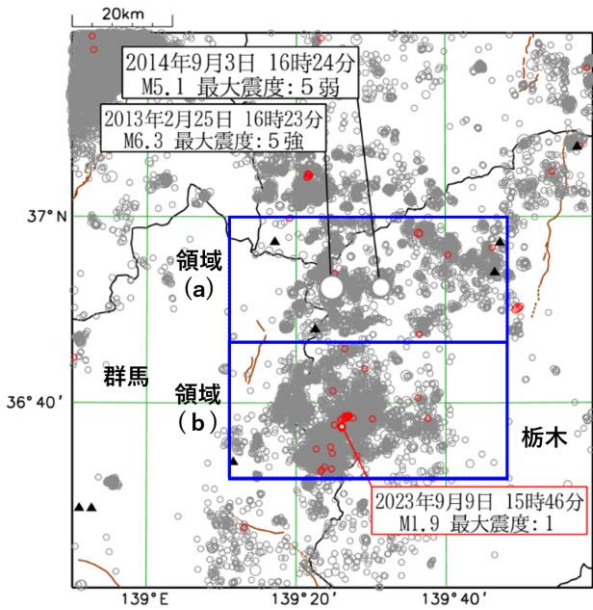 20km
2014年9月3日 16時24分
M5.1 最大震度：5弱
2013年2月25日 16時23分
M6.3 最大震度：5強
37°N
領域
(a)
群馬
領域
(b)
36°40′
栃木
2023年9月9日 15時46分
M1.9 最大震度：1
139°E
139°20′
139°40′